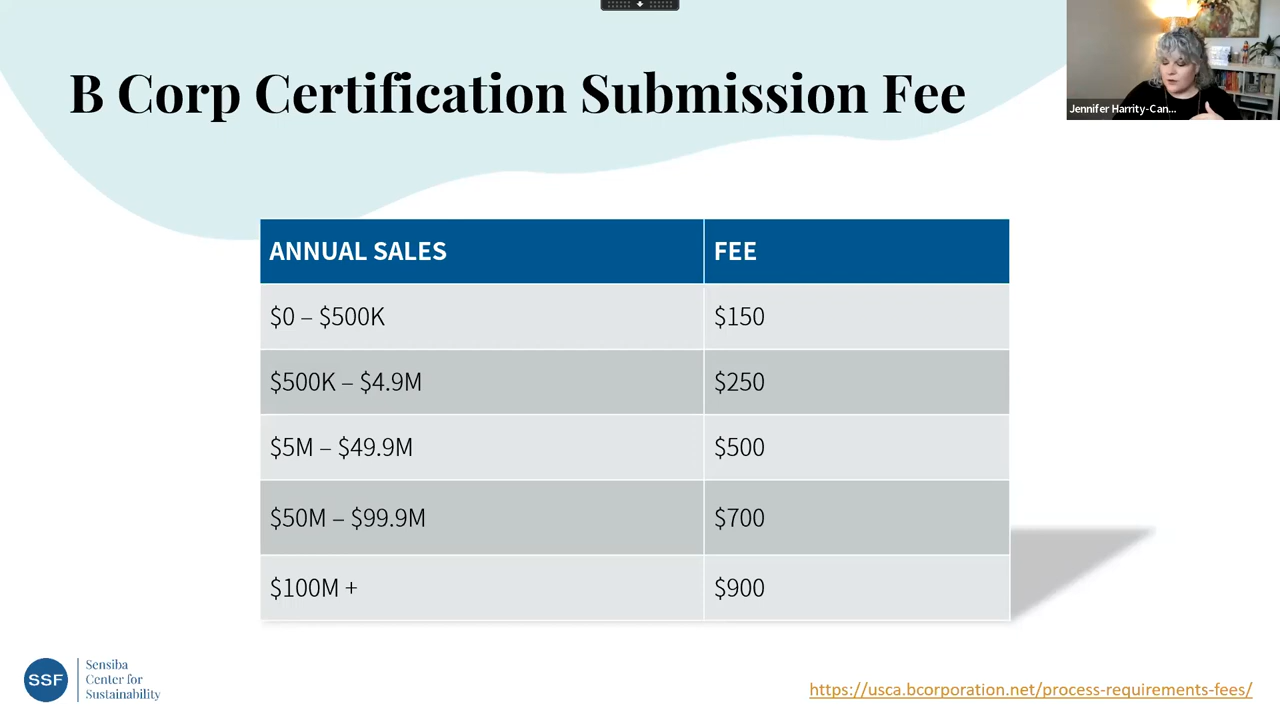 B Corp Certification Submission Fee
Jennifer Harrity-Can...
ANNUAL SALES FEE
$0 – $500K $150
$500K – $4.9M $250
$5M – $49.9M $500
$50M – $99.9M $700
$100M + $900
SSF
Sensiba
Center for
Sustainability
https://usca.bcorporation.net/process-requirements-fees/